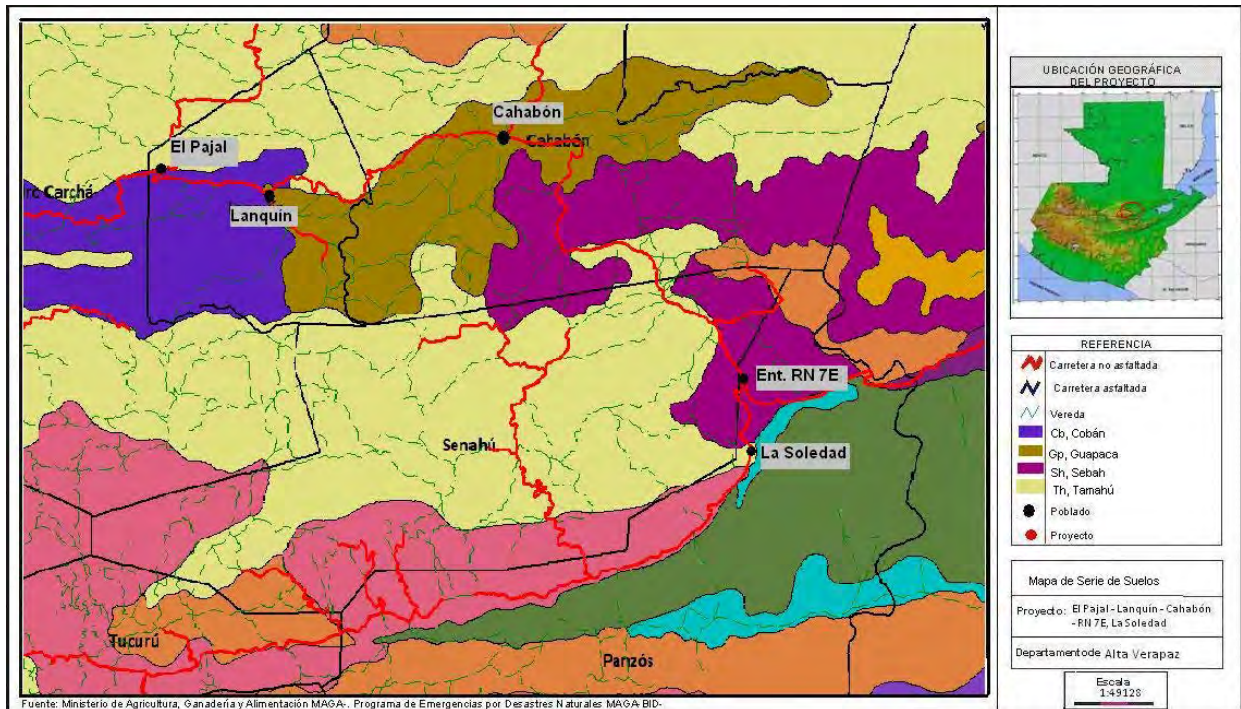 Cahabón
Cahabón
El Pajal
rc Carchá
Lanquín
Ent. RN 7E
Senahú
La Soledad
Tucurú
Panzós
Fuente: Ministerio de Agricultura, Ganadería y Alimentación MAGA-. Programa de Emergencias por Desastres Naturales MAGA-BID-
UBICACIÓN GEOGRÁFICA
DEL PROYECTO
REFERENCIA
Carretera no asfaltada
Carretera asfaltada
Vereda
Cb, Cobán
Gp, Guapaca
Sh, Sebah
Th, Tamahú
Poblado
Proyecto
Mapa de Serie de Suelos
Proyecto: El Pajal - Lanquín - Cahabón
- RN 7E, La Soledad
Departamento de Alta Verapaz
Escala
1:49128